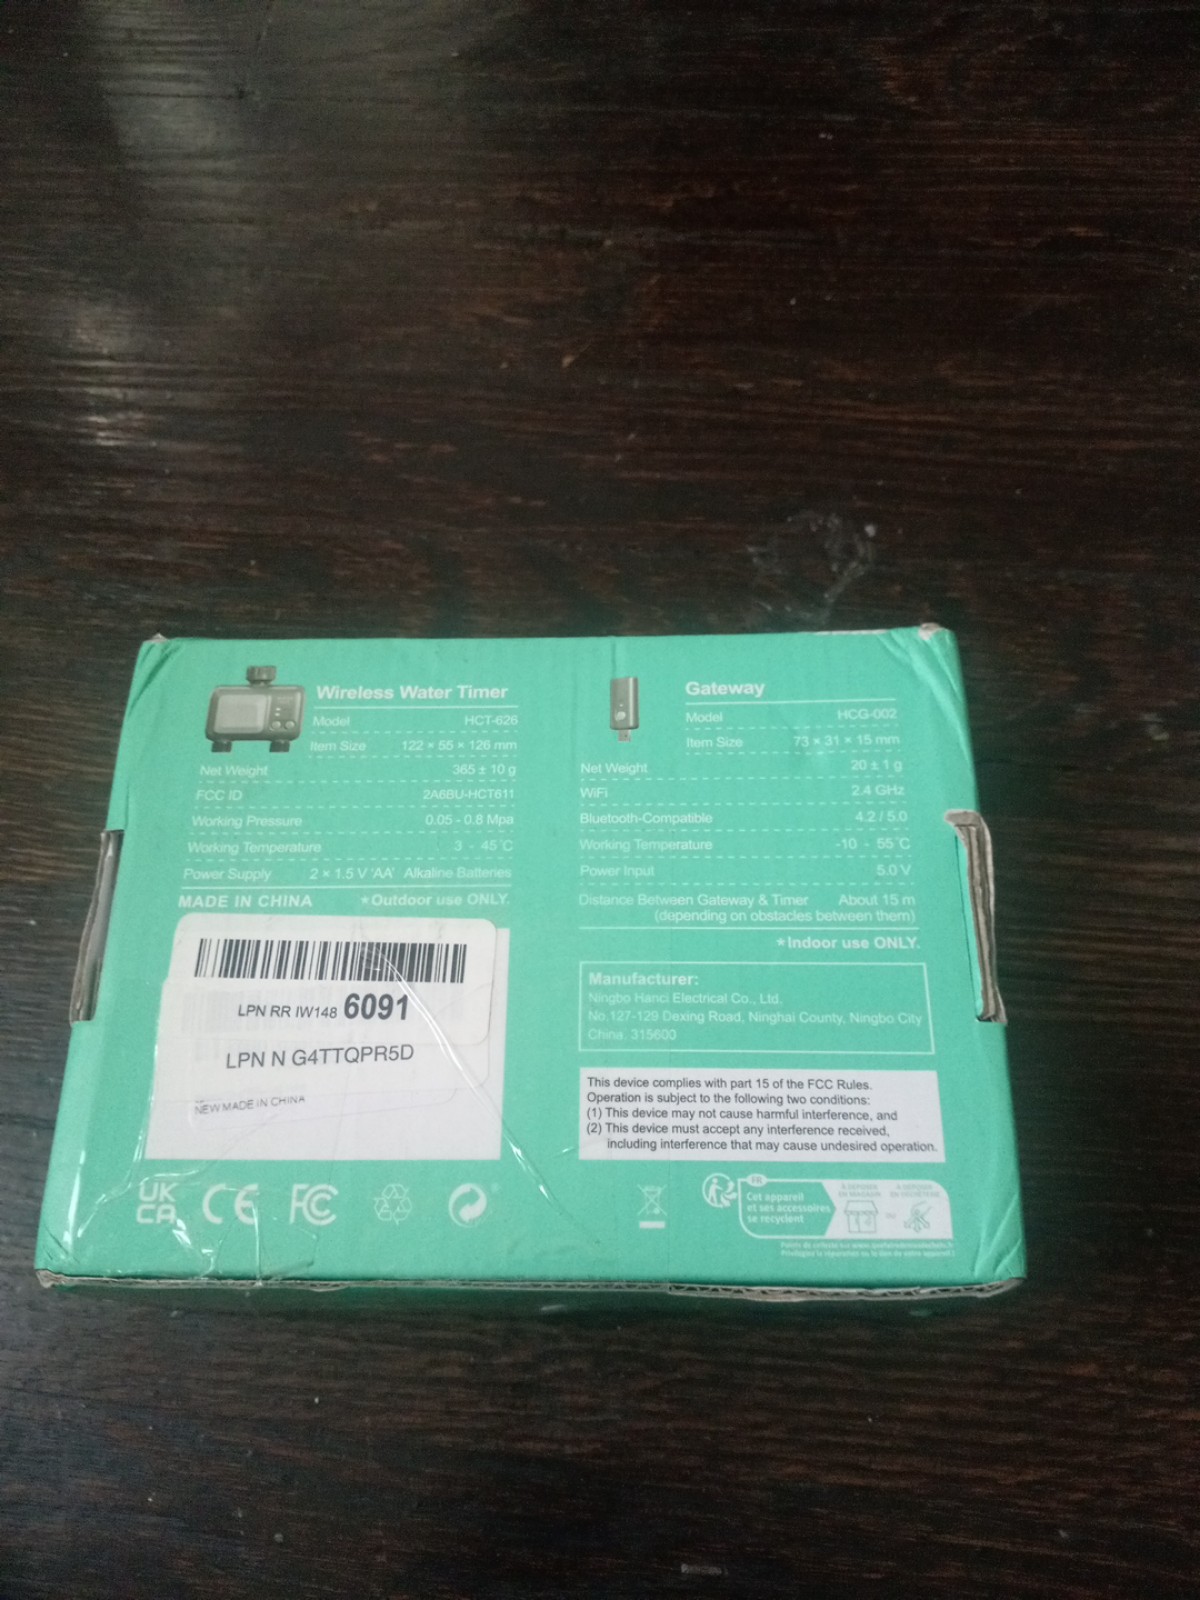 Wireless Water Timer
Model HCT-626
Item Size 122 × 55 × 126 mm
Net Weight 365 ± 10 g
FCC ID 2A6BU-HCT611
Working Pressure 0.05 - 0.8 Mpa
Working Temperature 3 - 45°C
Power Supply 2 × 1.5 V 'AA' Alkaline Batteries
MADE IN CHINA *Outdoor use ONLY.
LPN RR IW148 6091
LPN N G4TTQPR5D
NEW MADE IN CHINA
UK
CA CE FC
Gateway
Model HCG-002
Item Size 73 × 31 × 15 mm
Net Weight 20 ± 1 g
WiFi 2.4 GHz
Bluetooth-Compatible 4.2 / 5.0
Working Temperature -10 - 55°C
Power Input 5.0 V
Distance Between Gateway & Timer About 15 m
(depending on obstacles between them)
*Indoor use ONLY.
Manufacturer:
Ningbo Hanci Electrical Co., Ltd.
No.127-129 Dexing Road, Ninghai County, Ningbo City
China. 315600
This device complies with part 15 of the FCC Rules.
Operation is subject to the following two conditions:
(1) This device may not cause harmful interference, and
(2) This device must accept any interference received,
including interference that may cause undesired operation.
FR
Cet appareil
et ses accessoires
se recyclent
À DÉPOSER
EN MAGASIN
À DÉPOSER
EN DÉCHÈTERIE